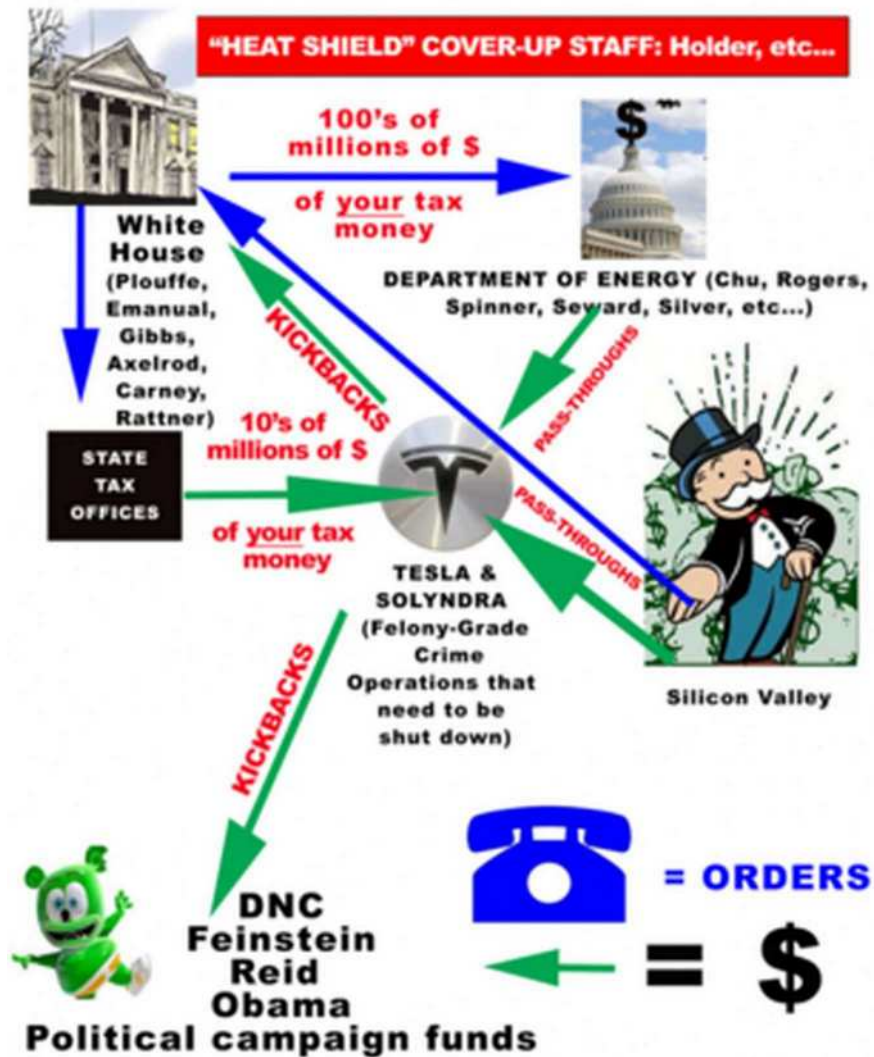 “HEAT SHIELD” COVER-UP STAFF: Holder, etc...
$
100’s of
millions of $
of your tax
money
White
House
(Plouffe,
Emanual,
Gibbs,
Axelrod,
Carney,
Rattner)
DEPARTMENT OF ENERGY (Chu, Rogers,
Spinner, Seward, Silver, etc...)
KICKBACKS
PASS-THROUGHS
STATE
TAX
OFFICES
10’s of
millions of $
of your tax
money
PASS-THROUGHS
TESLA &
SOLYNDRA
(Felony-Grade
Crime
Operations that
need to be
shut down)
Silicon Valley
KICKBACKS
= ORDERS
DNC
Feinstein
Reid
Obama
Political campaign funds
= $